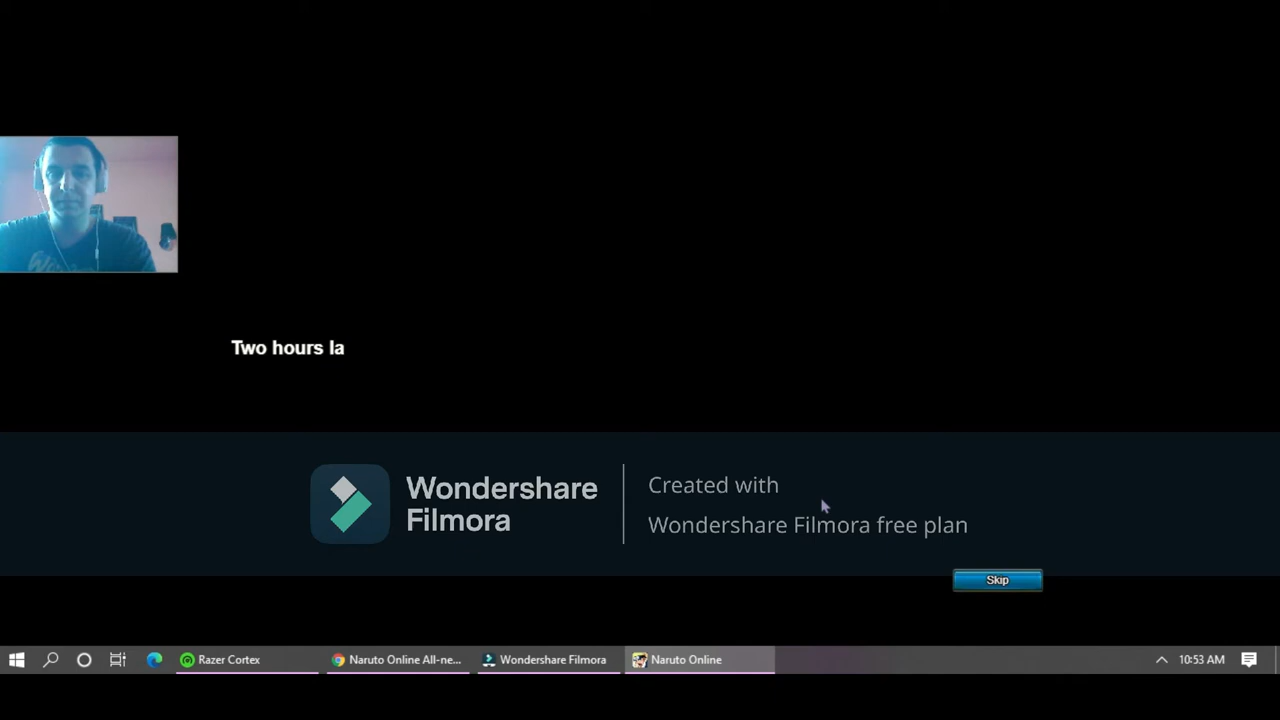 Two hours la
Wondershare
Filmora
Created with
Wondershare Filmora free plan
Skip
Razer Cortex
Naruto Online All-ne...
Wondershare Filmora
Naruto Online
10:53 AM